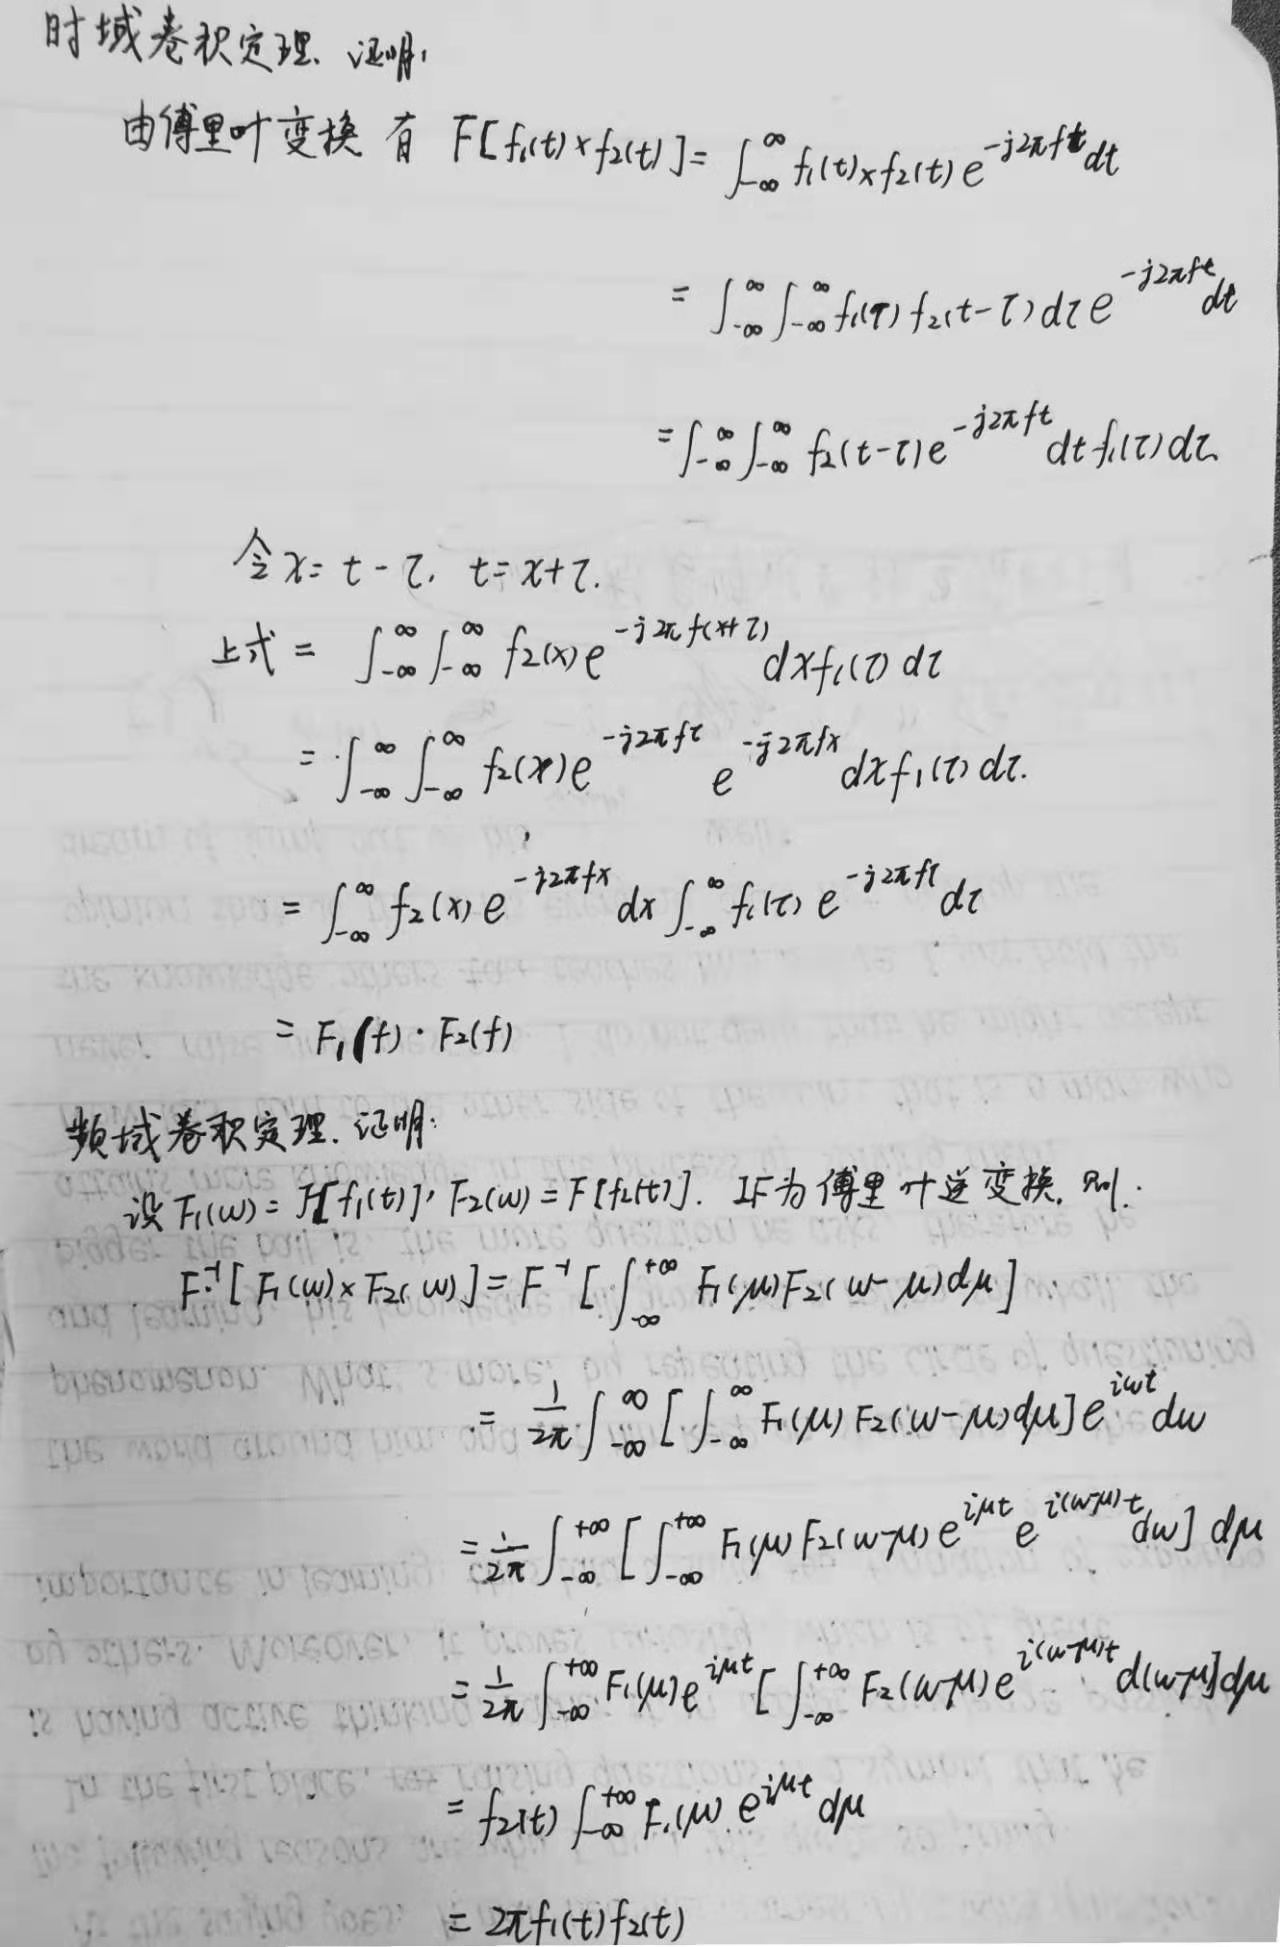 时域卷积定理. 证明:
由傅里叶变换 有 F[f₁(t)×f₂(t)]=∫_{-∞}^{∞} f₁(t)×f₂(t) e^{-j2πft} dt
= ∫_{-∞}^{∞} ∫_{-∞}^{∞} f₁(τ) f₂(t-τ) dτ e^{-j2πft} dt
= ∫_{-∞}^{∞} ∫_{-∞}^{∞} f₂(t-τ) e^{-j2πft} dt f₁(τ) dτ
令 x= t-τ, t= x+τ.
上式 = ∫_{-∞}^{∞} ∫_{-∞}^{∞} f₂(x) e^{-j2πf(x+τ)} dx f₁(τ) dτ
= ∫_{-∞}^{∞} ∫_{-∞}^{∞} f₂(x) e^{-j2πfτ} e^{-j2πfx} dx f₁(τ) dτ.
= ∫_{-∞}^{∞} f₂(x) e^{-j2πfx} dx ∫_{-∞}^{∞} f₁(τ) e^{-j2πfτ} dτ
= F₁(f)·F₂(f)
频域卷积定理. 证明:
设 F₁(ω)= F[f₁(t)], F₂(ω)=F[f₂(t)]. IF为傅里叶逆变换, 则.
F⁻¹[F₁(ω)×F₂(ω)]= F⁻¹[∫_{-∞}^{+∞} F₁(μ)F₂(ω-μ)dμ]
= 1/2π ∫_{-∞}^{∞} [∫_{-∞}^{∞} F₁(μ) F₂(ω-μ)dμ] e^{iωt} dω
= 1/2π ∫_{-∞}^{+∞} [∫_{-∞}^{+∞} F₁(μ) F₂(ω-μ) e^{iμt} e^{i(ω-μ)t} dω] dμ
= 1/2π ∫_{-∞}^{+∞} F₁(μ) e^{iμt} [∫_{-∞}^{+∞} F₂(ω-μ) e^{i(ω-μ)t} d(ω-μ] dμ
= f₂(t) ∫_{-∞}^{+∞} F₁(μ) e^{iμt} dμ
= 2πf₁(t)f₂(t)